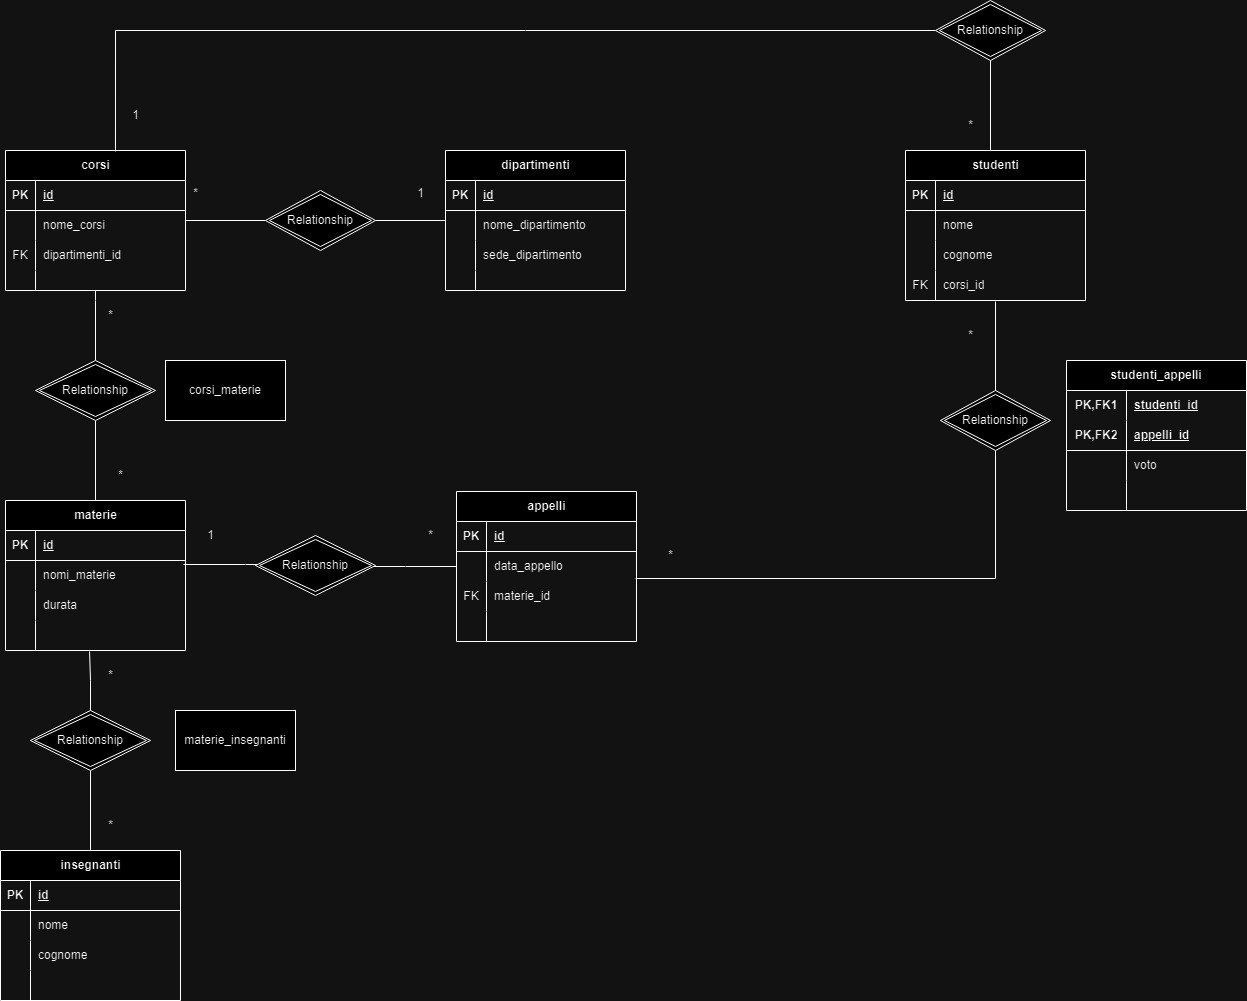 Relationship
1
*
corsi
PK id
nome_corsi
FK dipartimenti_id
*
Relationship
1
dipartimenti
PK id
nome_dipartimento
sede_dipartimento
studenti
PK id
nome
cognome
FK corsi_id
*
Relationship
corsi_materie
*
*
Relationship
studenti_appelli
PK,FK1 studenti_id
PK,FK2 appelli_id
voto
materie
PK id
nomi_materie
durata
1
Relationship
*
appelli
PK id
data_appello
FK materie_id
*
*
Relationship
materie_insegnanti
*
insegnanti
PK id
nome
cognome